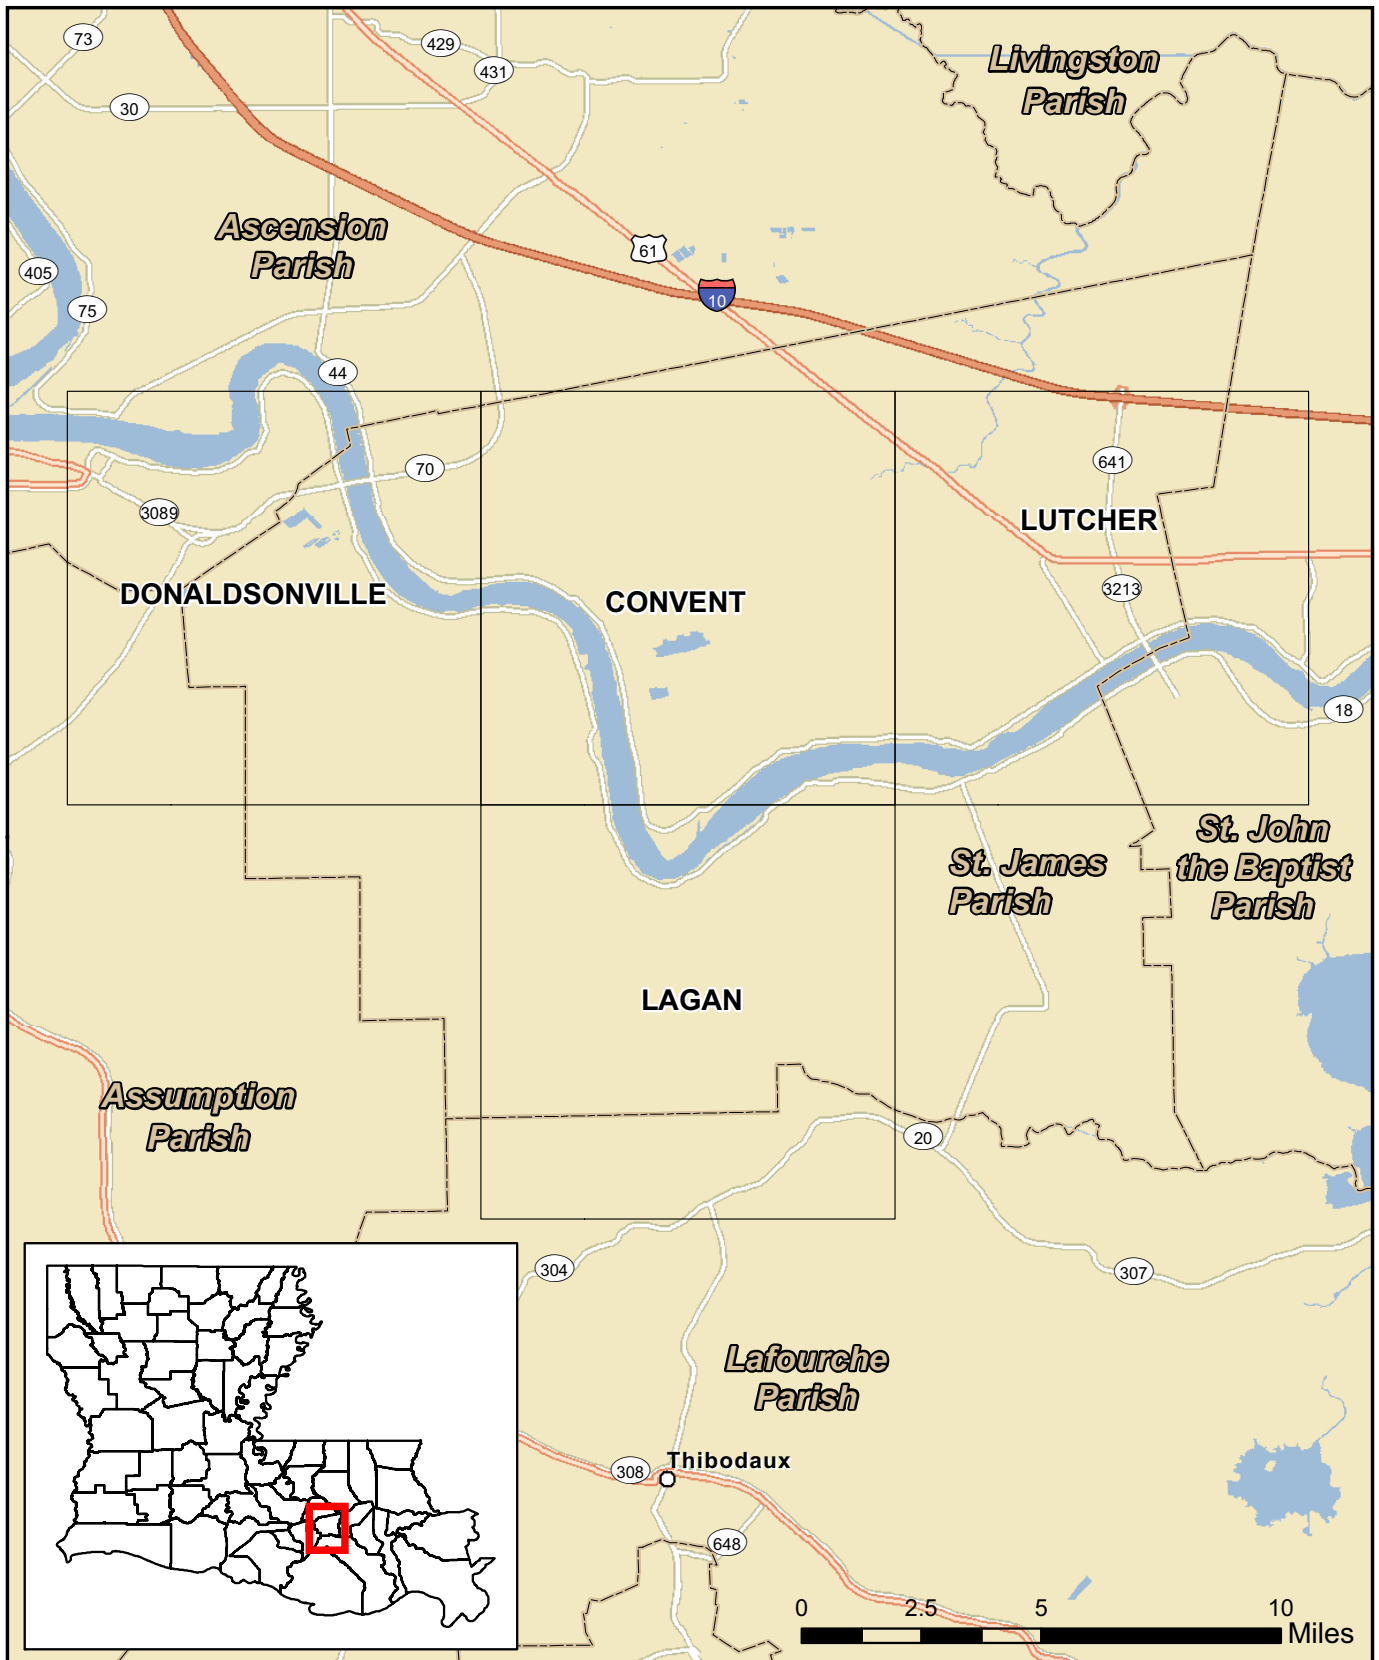 73
429
431
Livingston
Parish
30
Ascension
Parish
61
405
10
75
44
641
70
3089
LUTCHER
DONALDSONVILLE
CONVENT
3213
18
St. John
the Baptist
Parish
St. James
Parish
LAGAN
Assumption
Parish
20
304
307
Lafourche
Parish
Thibodaux
308
648
0
2.5
5
10
Miles